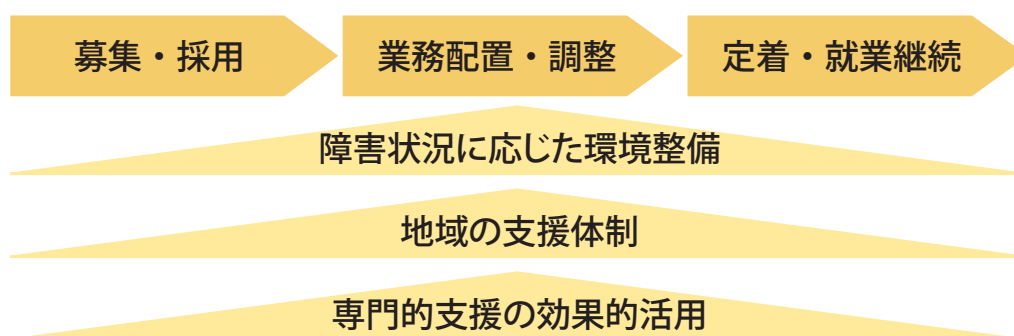 募集・採用
業務配置・調整
定着・就業継続
障害状況に応じた環境整備
地域の支援体制
専門的支援の効果的活用